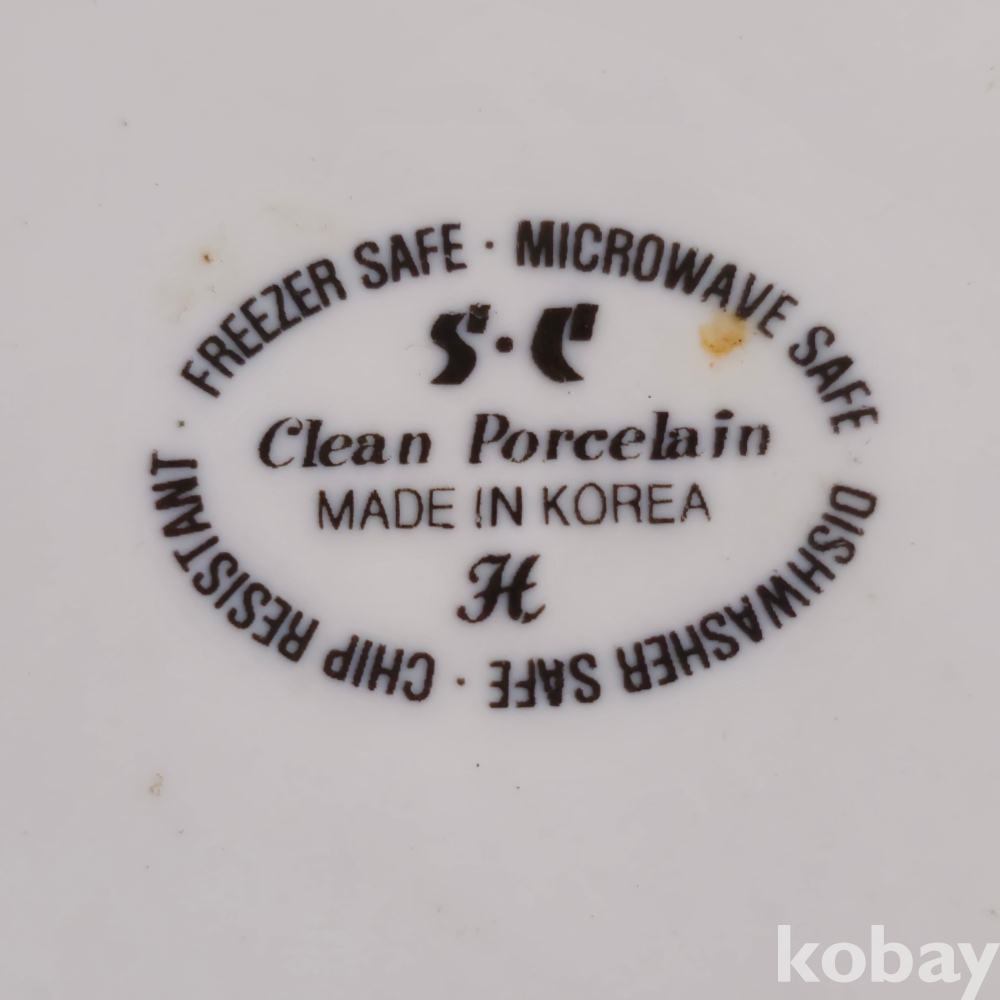 FREEZER SAFE · MICROWAVE SAFE
DISHWASHER SAFE · CHIP RESISTANT ·
S·C
Clean Porcelain
MADE IN KOREA
H
kobay